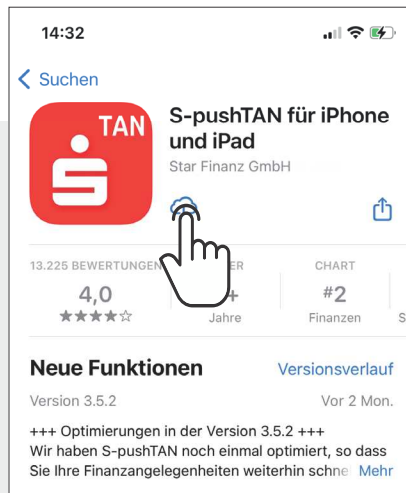 14:32
Suchen
TAN
S-pushTAN für iPhone
und iPad
Star Finanz GmbH
13.225 BEWERTUNGEN
4,0
★★★★☆
ER
+
Jahre
CHART
#2
Finanzen
S
Neue Funktionen
Versionsverlauf
Version 3.5.2
Vor 2 Mon.
+++ Optimierungen in der Version 3.5.2 +++
Wir haben S-pushTAN noch einmal optimiert, so dass
Sie Ihre Finanzangelegenheiten weiterhin schne
Mehr